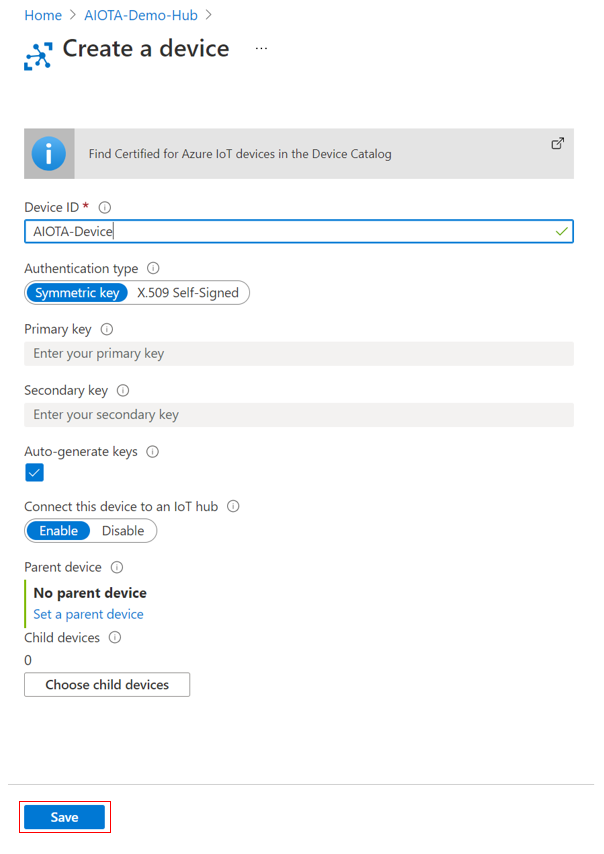 Home > AIOTA-Demo-Hub >
Create a device ...
Find Certified for Azure IoT devices in the Device Catalog
Device ID *
AIOTA-Device
Authentication type
Symmetric key X.509 Self-Signed
Primary key
Enter your primary key
Secondary key
Enter your secondary key
Auto-generate keys
Connect this device to an IoT hub
Enable Disable
Parent device
No parent device
Set a parent device
Child devices
0
Choose child devices
Save